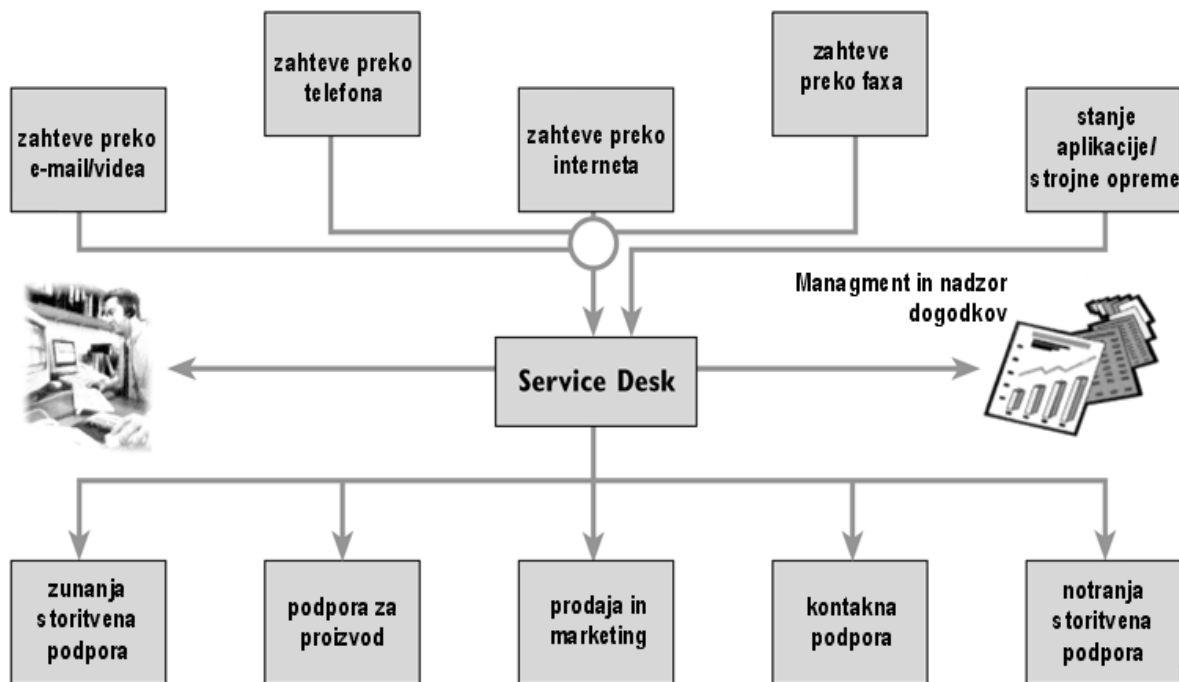 zahteve preko
telefona
zahteve
preko faxa
zahteve preko
e-mail/videa
zahteve preko
interneta
stanje
aplikacije/
strojne opreme
Managment in nadzor
dogodkov
Service Desk
zunanja
storitvena
podpora
podpora za
proizvod
prodaja in
marketing
kontakna
podpora
notranja
storitvena
podpora